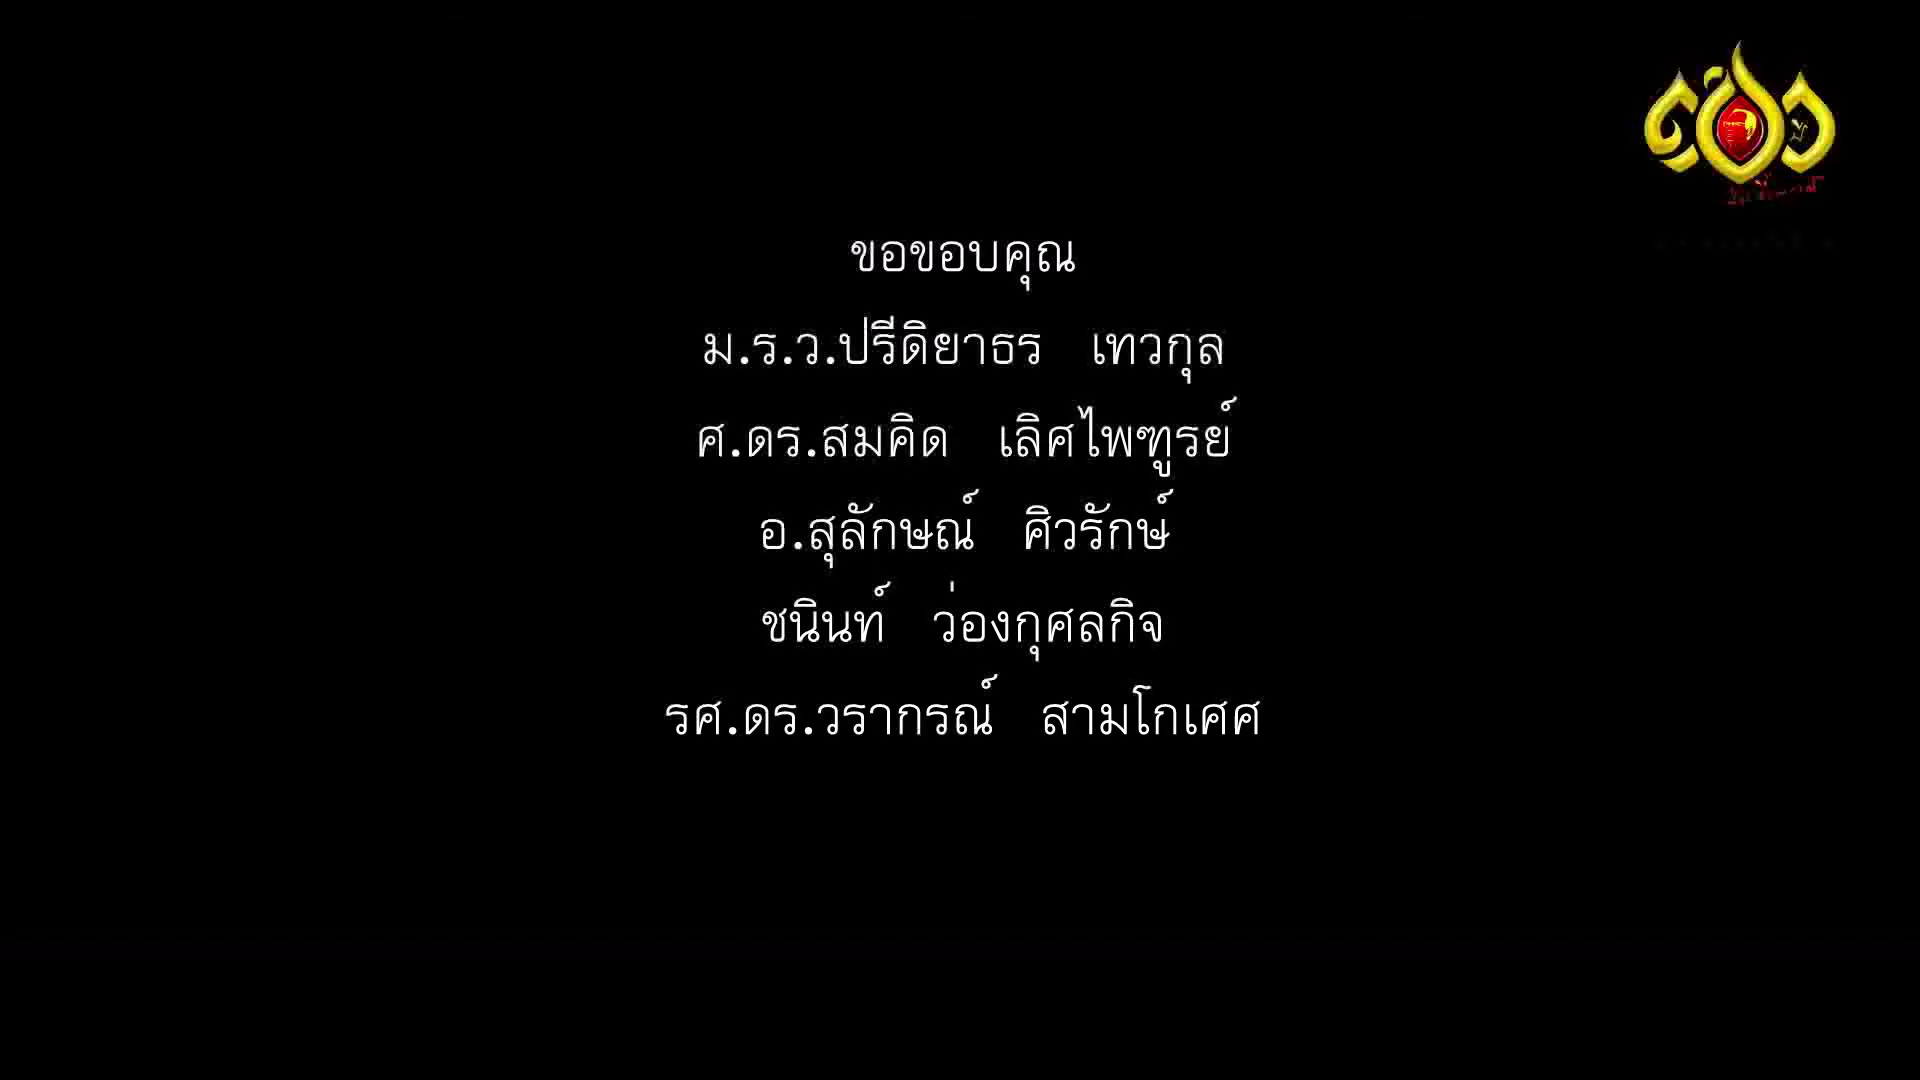 ขอขอบคุณ
ม.ร.ว.ปรีดิยาธร เทวกุล
ศ.ดร.สมคิด เลิศไพฑูรย์
อ.สุลักษณ์ ศิวรักษ์
ชนินท์ ว่องกุศลกิจ
รศ.ดร.วรากรณ์ สามโกเศศ